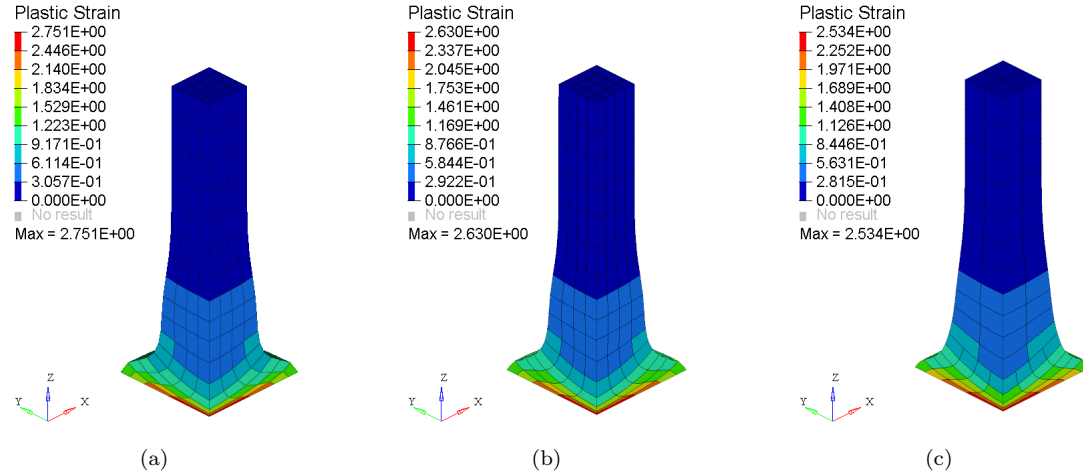 Plastic Strain
2.751E+00
2.446E+00
2.140E+00
1.834E+00
1.529E+00
1.223E+00
9.171E-01
6.114E-01
3.057E-01
0.000E+00
No result
Max = 2.751E+00
Z
Y
X
(a)
Plastic Strain
2.630E+00
2.337E+00
2.045E+00
1.753E+00
1.461E+00
1.169E+00
8.766E-01
5.844E-01
2.922E-01
0.000E+00
No result
Max = 2.630E+00
Z
Y
X
(b)
Plastic Strain
2.534E+00
2.252E+00
1.971E+00
1.689E+00
1.408E+00
1.126E+00
8.446E-01
5.631E-01
2.815E-01
0.000E+00
No result
Max = 2.534E+00
Z
Y
X
(c)